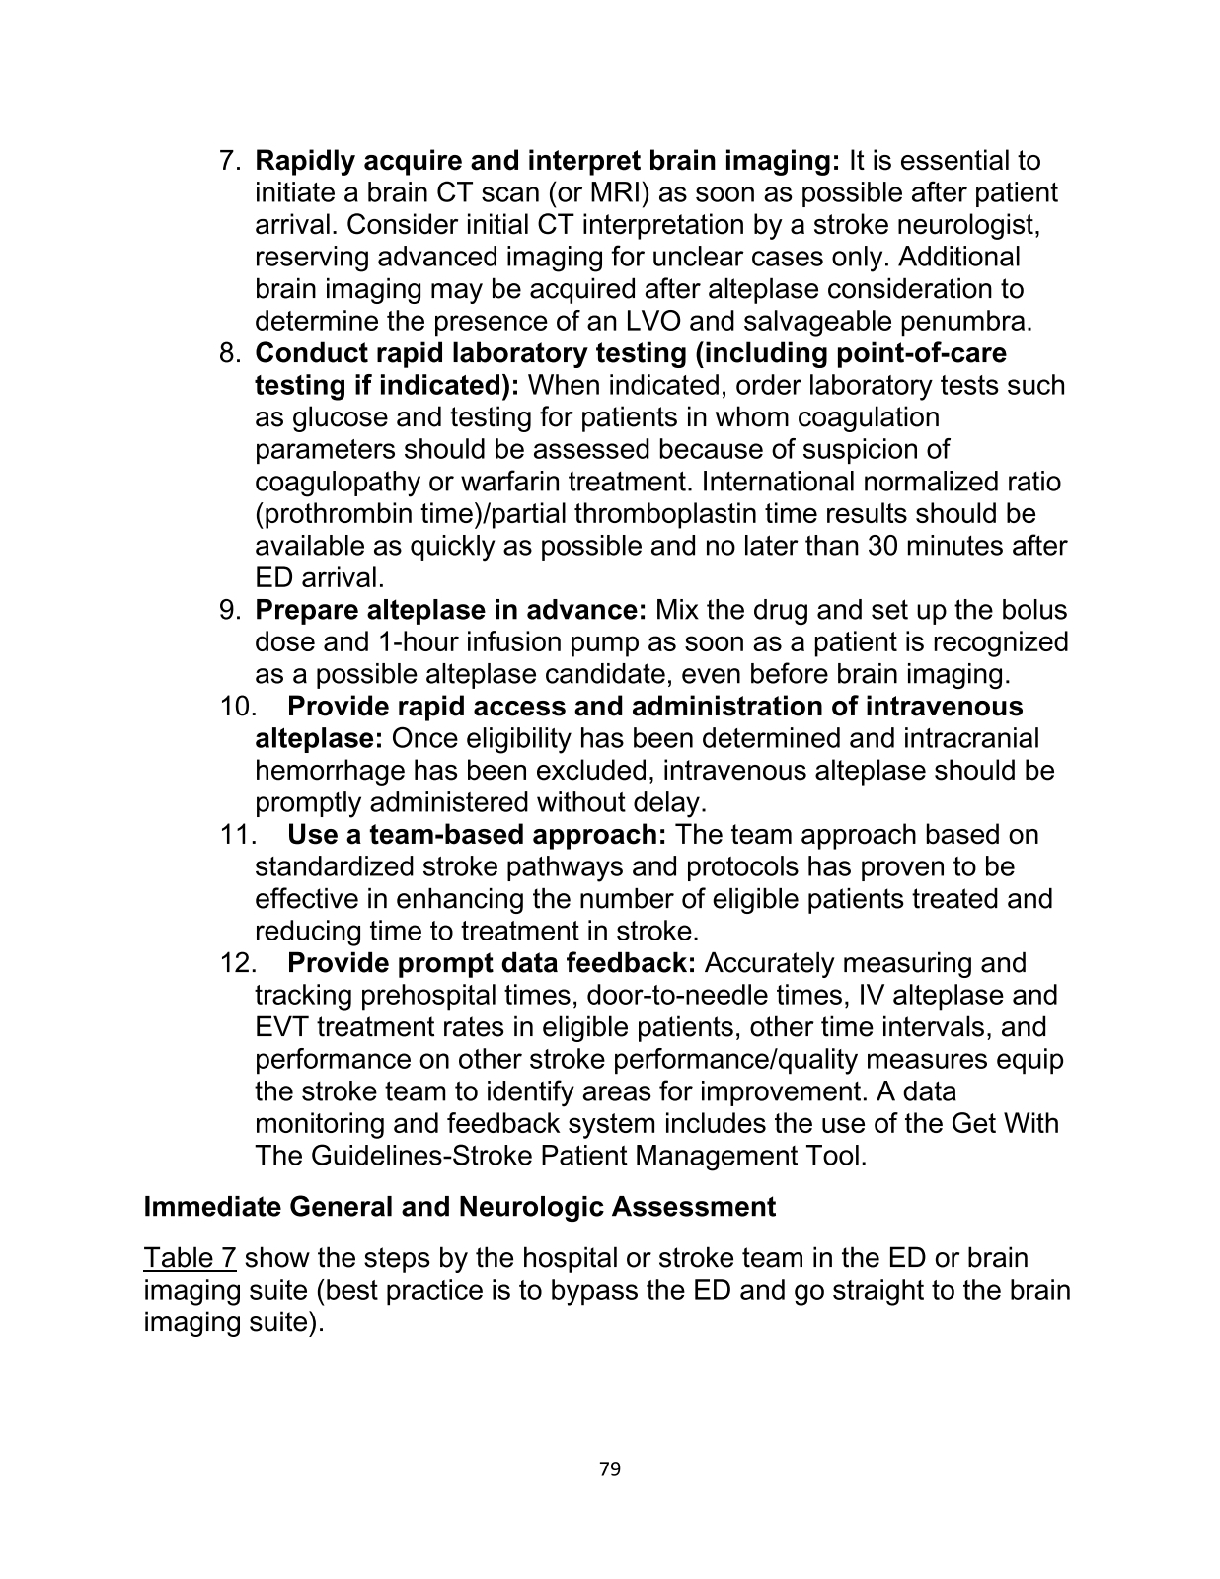 7. Rapidly acquire and interpret brain imaging: It is essential to
initiate a brain CT scan (or MRI) as soon as possible after patient
arrival. Consider initial CT interpretation by a stroke neurologist,
reserving advanced imaging for unclear cases only. Additional
brain imaging may be acquired after alteplase consideration to
determine the presence of an LVO and salvageable penumbra.
8. Conduct rapid laboratory testing (including point-of-care
testing if indicated): When indicated, order laboratory tests such
as glucose and testing for patients in whom coagulation
parameters should be assessed because of suspicion of
coagulopathy or warfarin treatment. International normalized ratio
(prothrombin time)/partial thromboplastin time results should be
available as quickly as possible and no later than 30 minutes after
ED arrival.
9. Prepare alteplase in advance: Mix the drug and set up the bolus
dose and 1-hour infusion pump as soon as a patient is recognized
as a possible alteplase candidate, even before brain imaging.
10. Provide rapid access and administration of intravenous
alteplase: Once eligibility has been determined and intracranial
hemorrhage has been excluded, intravenous alteplase should be
promptly administered without delay.
11. Use a team-based approach: The team approach based on
standardized stroke pathways and protocols has proven to be
effective in enhancing the number of eligible patients treated and
reducing time to treatment in stroke.
12. Provide prompt data feedback: Accurately measuring and
tracking prehospital times, door-to-needle times, IV alteplase and
EVT treatment rates in eligible patients, other time intervals, and
performance on other stroke performance/quality measures equip
the stroke team to identify areas for improvement. A data
monitoring and feedback system includes the use of the Get With
The Guidelines-Stroke Patient Management Tool.
Immediate General and Neurologic Assessment
Table 7 show the steps by the hospital or stroke team in the ED or brain
imaging suite (best practice is to bypass the ED and go straight to the brain
imaging suite).
79